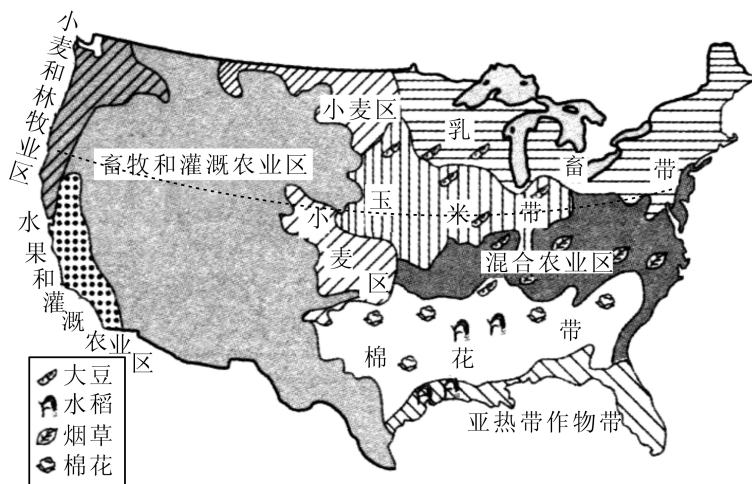 小麦和林牧业区
小麦区
乳畜带
畜牧和灌溉农业区
玉米带
小麦区
水果和灌溉农业区
混合农业区
棉花带
亚热带作物带
大豆
水稻
烟草
棉花